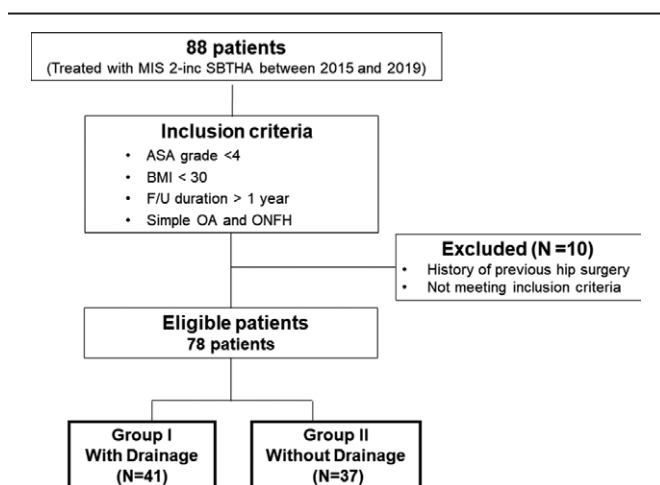 88 patients
(Treated with MIS 2-inc SBTHA between 2015 and 2019)
Inclusion criteria
• ASA grade <4
• BMI < 30
• F/U duration > 1 year
• Simple OA and ONFH
Excluded (N =10)
• History of previous hip surgery
• Not meeting inclusion criteria
Eligible patients
78 patients
Group I
With Drainage
(N=41)
Group II
Without Drainage
(N=37)